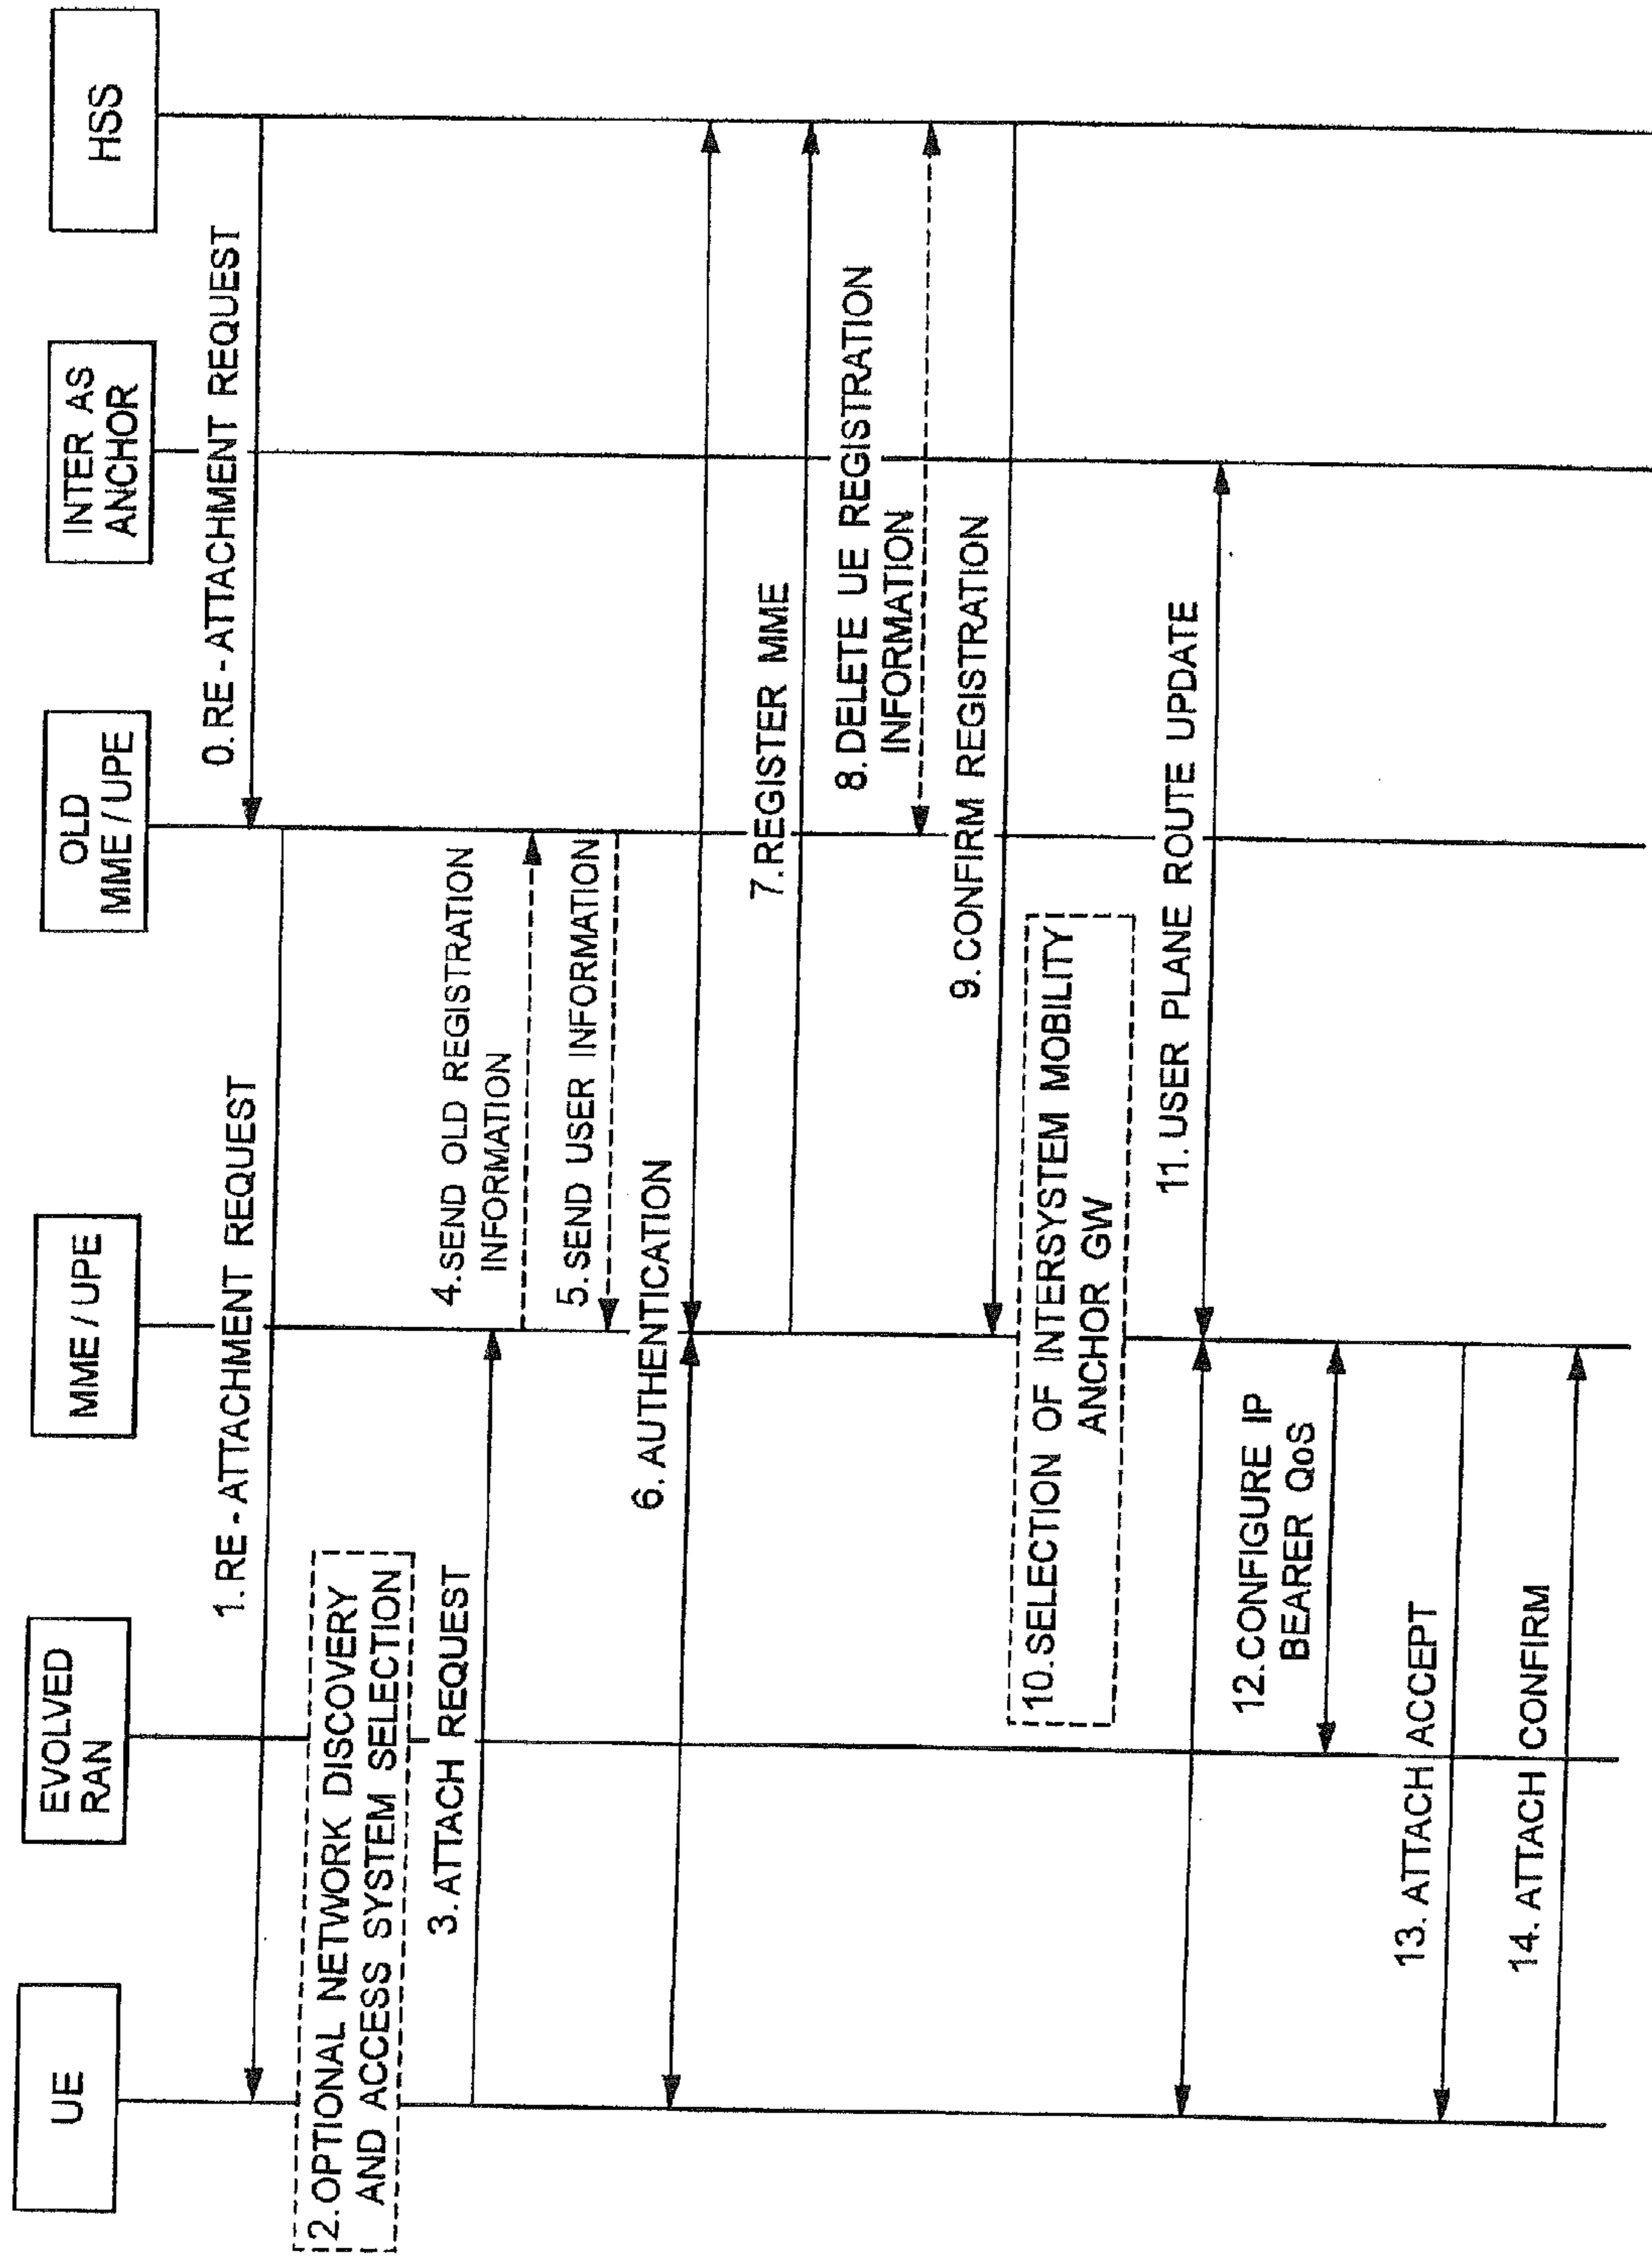 UE
EVOLVED
RAN
MME / UPE
OLD
MME / UPE
INTER AS
ANCHOR
HSS
0.RE - ATTACHMENT REQUEST
1.RE - ATTACHMENT REQUEST
2.OPTIONAL NETWORK DISCOVERY
AND ACCESS SYSTEM SELECTION
3.ATTACH REQUEST
4.SEND OLD REGISTRATION
INFORMATION
5.SEND USER INFORMATION
6. AUTHENTICATION
7.REGISTER MME
8.DELETE UE REGISTRATION
INFORMATION
9.CONFIRM REGISTRATION
10.SELECTION OF INTERSYSTEM MOBILITY
ANCHOR GW
11.USER PLANE ROUTE UPDATE
12.CONFIGURE IP
BEARER QoS
13. ATTACH ACCEPT
14. ATTACH CONFIRM